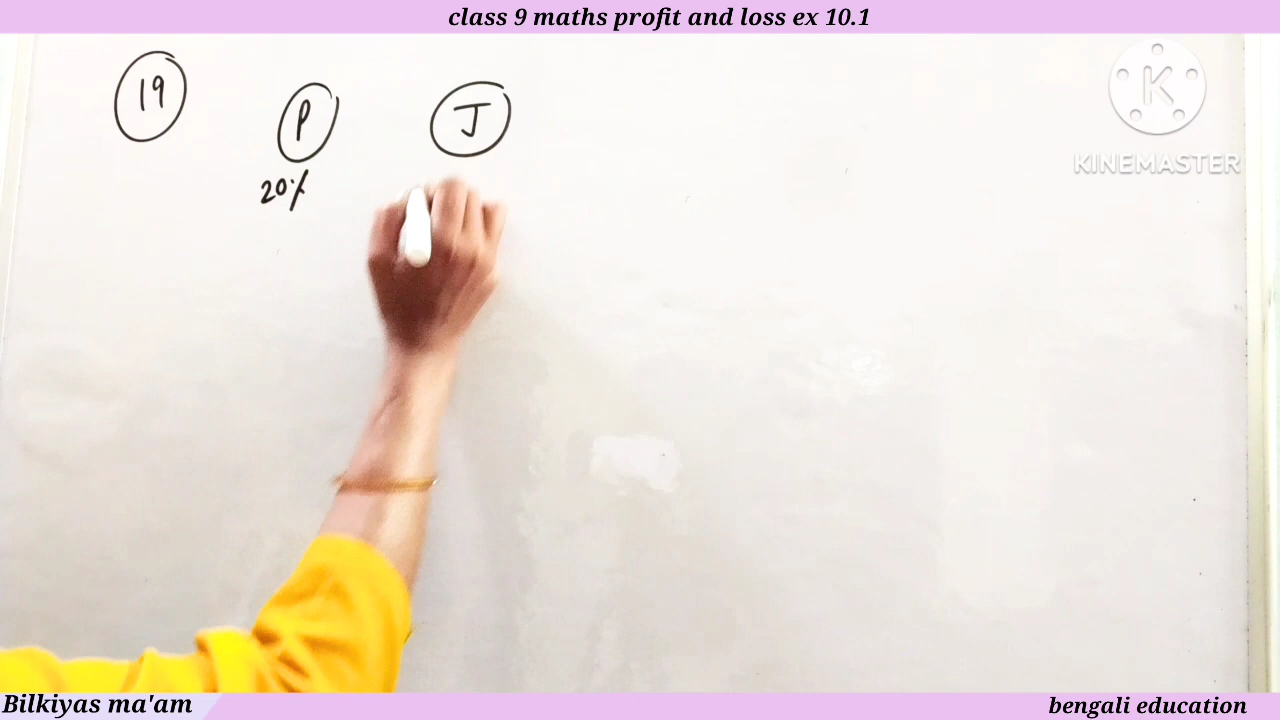 class 9 maths profit and loss ex 10.1
19
P J
20%
K
KINEMASTER
Bilkiyas ma'am
bengali education